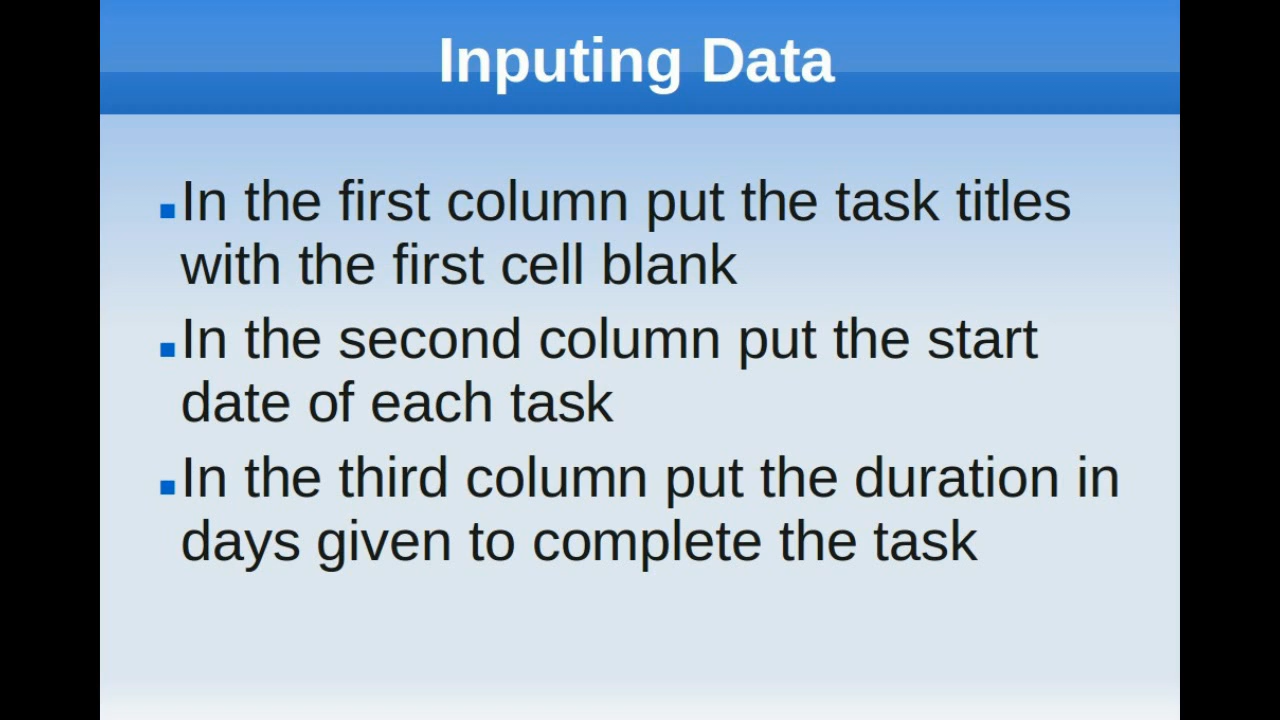 Inputing Data
In the first column put the task titles
with the first cell blank
In the second column put the start
date of each task
In the third column put the duration in
days given to complete the task